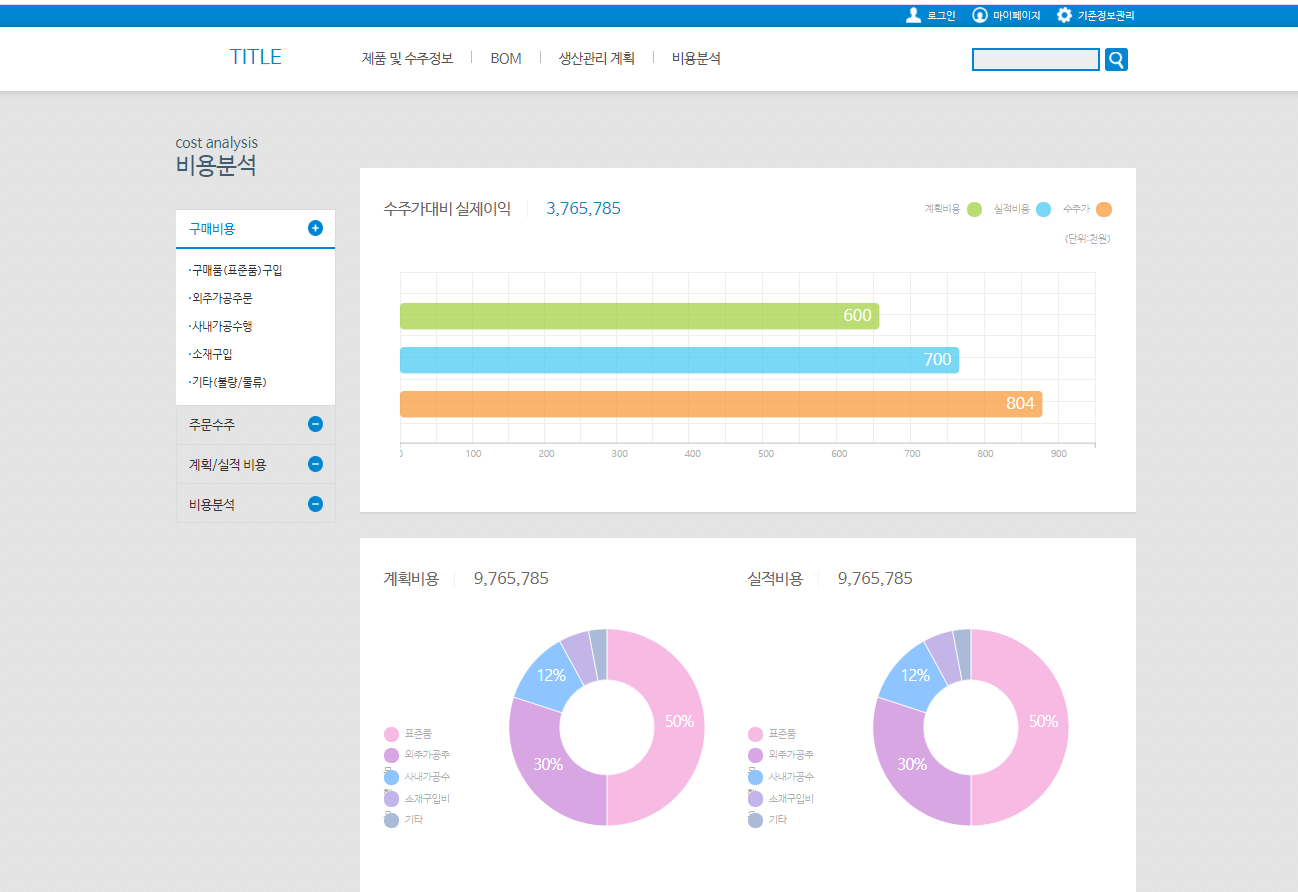 로그인 마이페이지 기준정보관리
TITLE 제품 및 수주정보 BOM 생산관리 계획 비용분석
cost analysis
비용분석
구매비용
·구매품(표준품)구입
·외주가공주문
·사내가공수행
·소재구입
·기타(불량/물류)
주문수주
계획/실적 비용
비용분석
수주가대비 실제이익 3,765,785
계획비용 실적비용 수주가
(단위:천원)
600
700
804
0 100 200 300 400 500 600 700 800 900
계획비용 9,765,785
12%
50%
30%
표준품
외주가공주
사내가공수
소재구입비
기타
실적비용 9,765,785
12%
50%
30%
표준품
외주가공주
사내가공수
소재구입비
기타